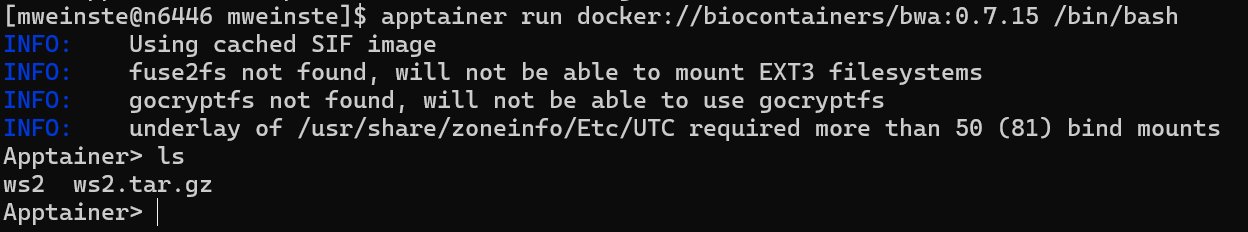 [mweinste@n6446 mweinste]$ apptainer run docker://biocontainers/bwa:0.7.15 /bin/bash
INFO:    Using cached SIF image
INFO:    fuse2fs not found, will not be able to mount EXT3 filesystems
INFO:    gocryptfs not found, will not be able to use gocryptfs
INFO:    underlay of /usr/share/zoneinfo/Etc/UTC required more than 50 (81) bind mounts
Apptainer> ls
ws2  ws2.tar.gz
Apptainer>